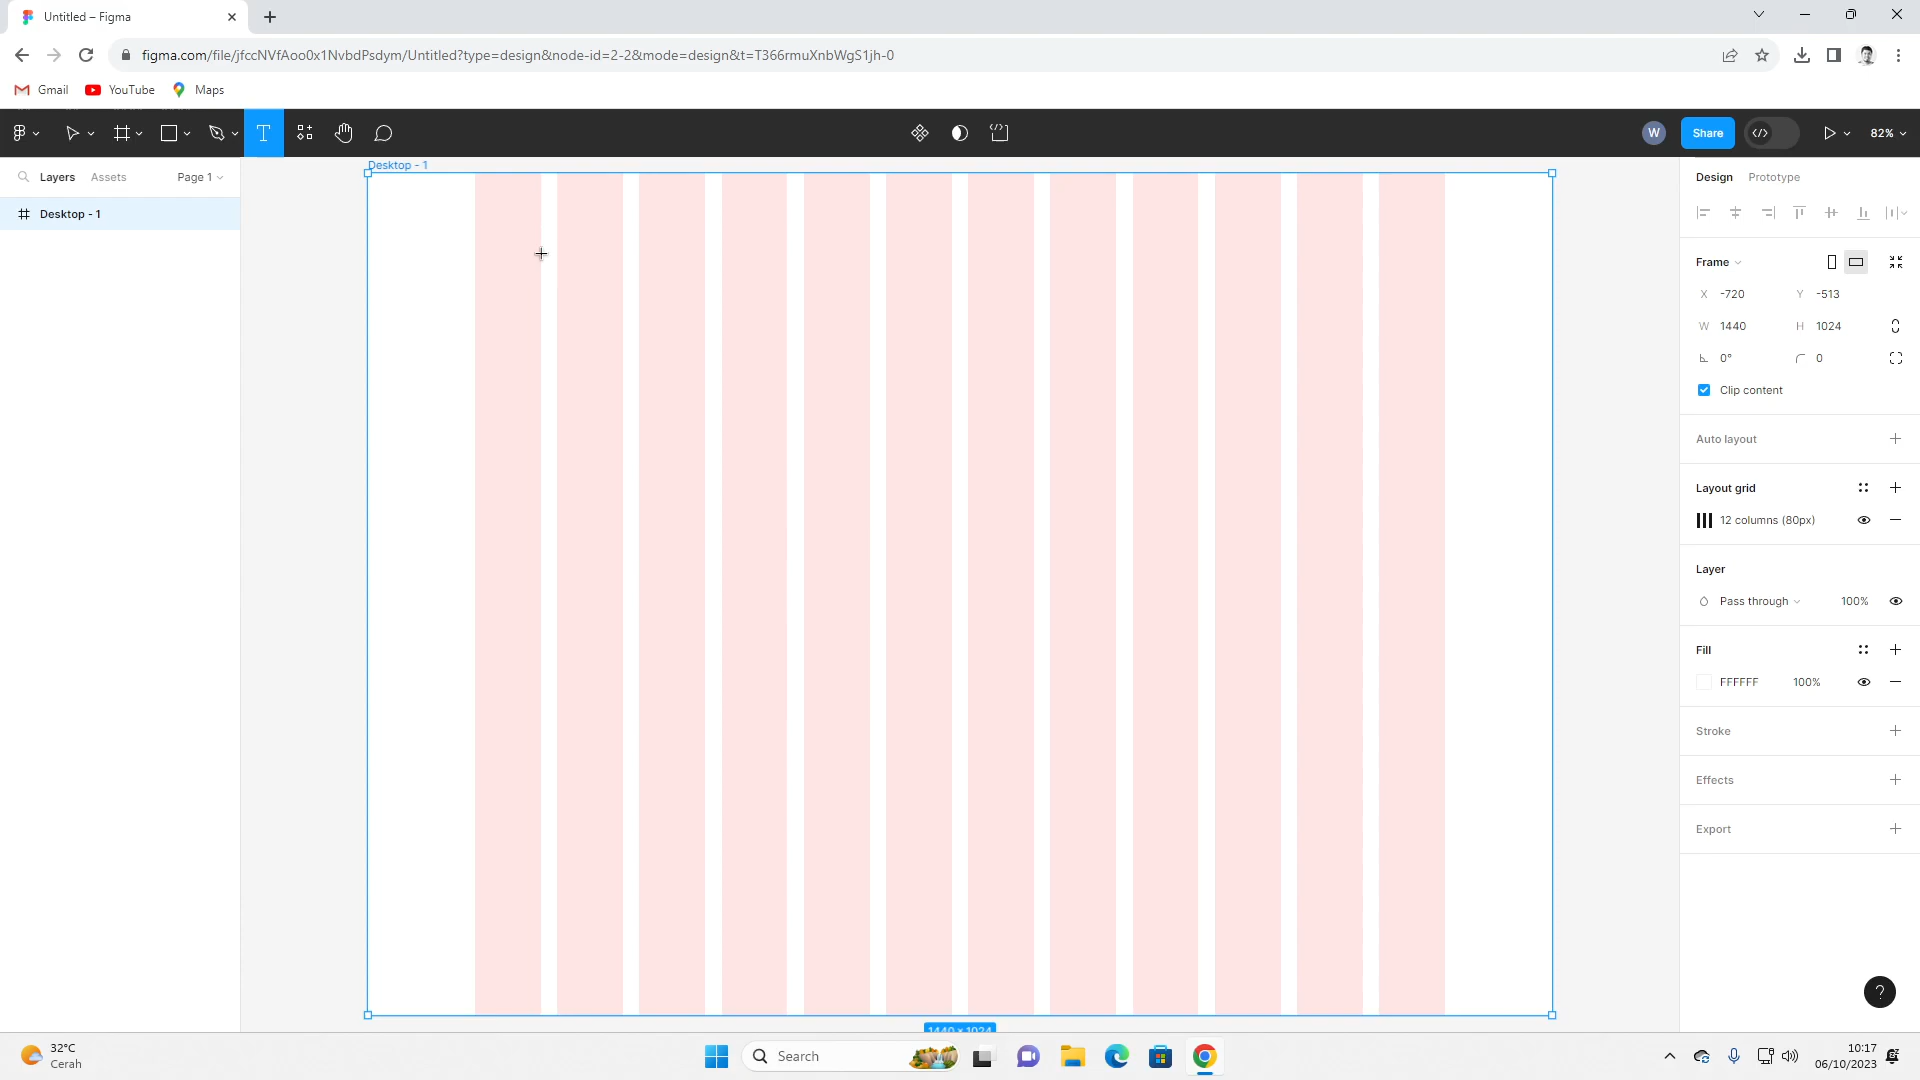 Untitled – Figma
figma.com/file/jfccNVfAoo0x1NvbdPsdym/Untitled?type=design&node-id=2-2&mode=design&t=T366rmuXnbWgS1jh-0
Gmail YouTube Maps
W Share 82%
Layers Assets Page 1
Desktop - 1
Desktop - 1
1440 × 1024
Design Prototype
Frame
X -720 Y -513
W 1440 H 1024
0° 0
Clip content
Auto layout
Layout grid
12 columns (80px)
Layer
Pass through 100%
Fill
FFFFFF 100%
Stroke
Effects
Export
?
32°C
Cerah
Search
10:17
06/10/2023